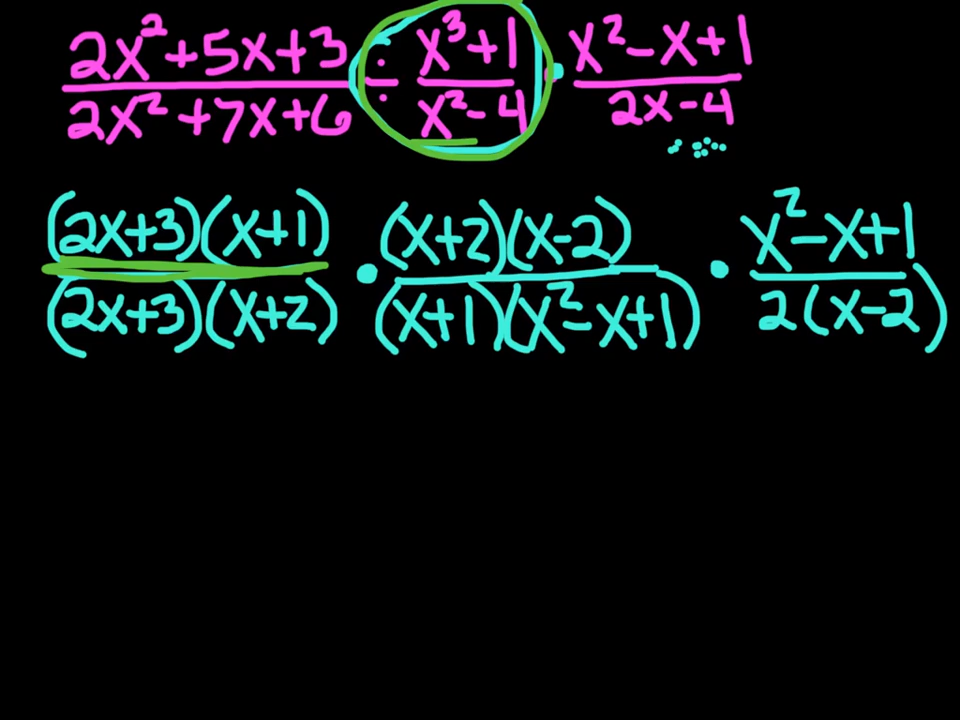 (2x²+5x+3)/(2x²+7x+6) ÷ (x³+1)/(x²-4) · (x²-x+1)/(2x-4)
((2x+3)(x+1))/((2x+3)(x+2)) · ((x+2)(x-2))/((x+1)(x²-x+1)) · (x²-x+1)/(2(x-2))